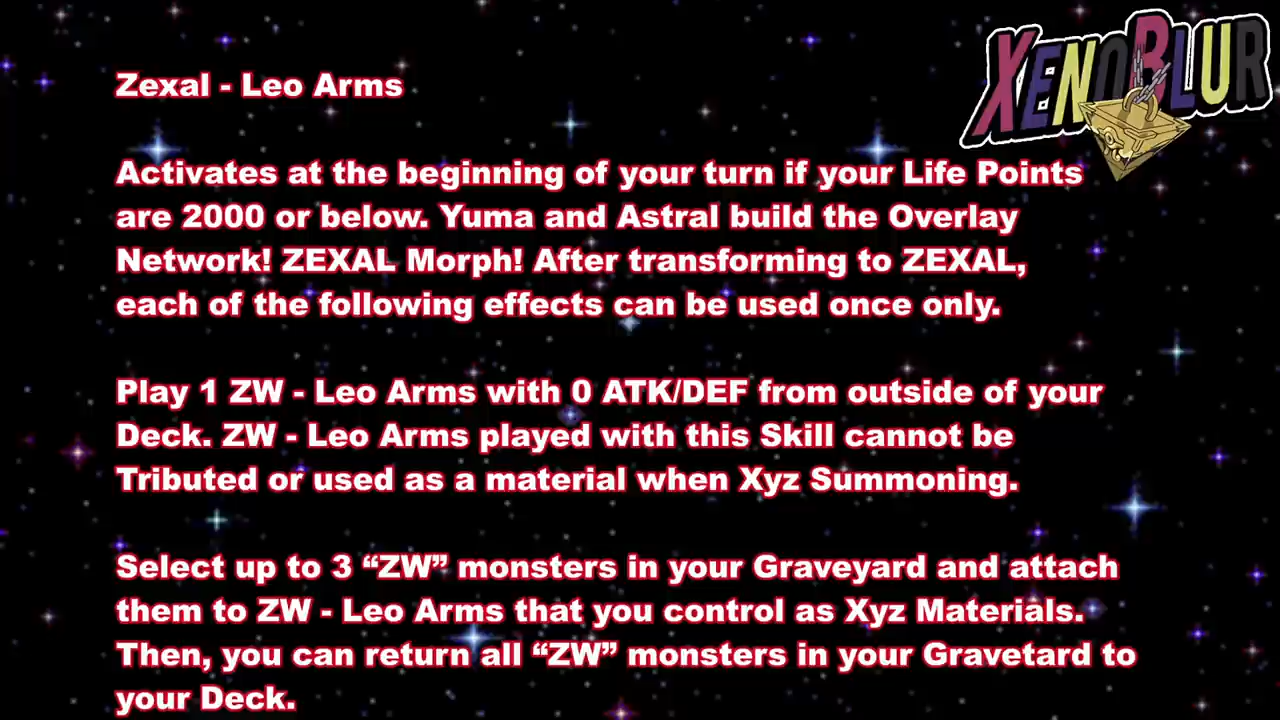 XENOBLUR
Zexal - Leo Arms
Activates at the beginning of your turn if your Life Points
are 2000 or below. Yuma and Astral build the Overlay
Network! ZEXAL Morph! After transforming to ZEXAL,
each of the following effects can be used once only.
Play 1 ZW - Leo Arms with 0 ATK/DEF from outside of your
Deck. ZW - Leo Arms played with this Skill cannot be
Tributed or used as a material when Xyz Summoning.
Select up to 3 “ZW” monsters in your Graveyard and attach
them to ZW - Leo Arms that you control as Xyz Materials.
Then, you can return all “ZW” monsters in your Gravetard to
your Deck.